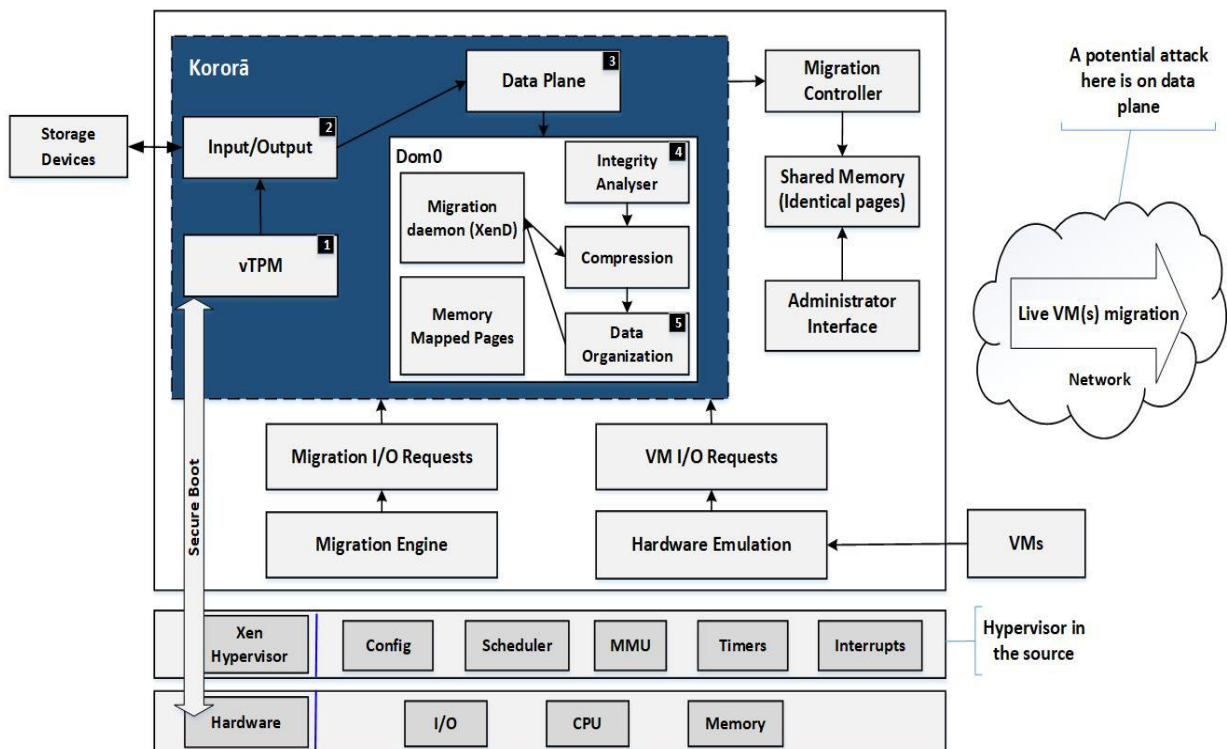 Kororā
Data Plane
3
Migration
Controller
A potential attack
here is on data
plane
Storage
Devices
Input/Output
2
Dom0
Integrity
Analyser
4
Migration
daemon (XenD)
Shared Memory
(Identical pages)
vTPM
1
Compression
Memory
Mapped Pages
Data
Organization
5
Administrator
Interface
Live VM(s) migration
Network
Migration I/O Requests
VM I/O Requests
Secure Boot
Migration Engine
Hardware Emulation
VMs
Xen
Hypervisor
Config
Scheduler
MMU
Timers
Interrupts
Hypervisor in
the source
Hardware
I/O
CPU
Memory